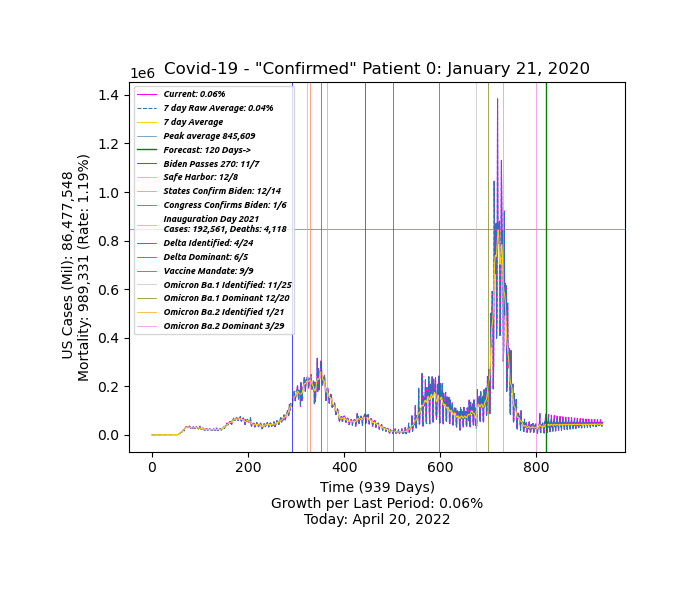 Covid-19 - "Confirmed" Patient 0: January 21, 2020
1e6
1.4
1.2
1.0
0.8
0.6
0.4
0.2
0.0
US Cases (Mil): 86,477,548
Mortality: 989,331 (Rate: 1.19%)
Current: 0.06%
7 day Raw Average: 0.04%
7 day Average
Peak average 845,609
Forecast: 120 Days->
Biden Passes 270: 11/7
Safe Harbor: 12/8
States Confirm Biden: 12/14
Congress Confirms Biden: 1/6
Inauguration Day 2021
Cases: 192,561, Deaths: 4,118
Delta Identified: 4/24
Delta Dominant: 6/5
Vaccine Mandate: 9/9
Omicron Ba.1 Identified: 11/25
Omicron Ba.1 Dominant 12/20
Omicron Ba.2 Identified 1/21
Omicron Ba.2 Dominant 3/29
0 200 400 600 800
Time (939 Days)
Growth per Last Period: 0.06%
Today: April 20, 2022